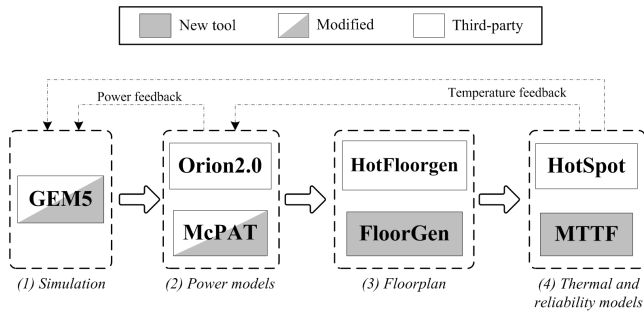 New tool
Modified
Third-party
Power feedback
Temperature feedback
GEM5
Orion2.0
McPAT
HotFloorgen
FloorGen
HotSpot
MTTF
(1) Simulation
(2) Power models
(3) Floorplan
(4) Thermal and
reliability models